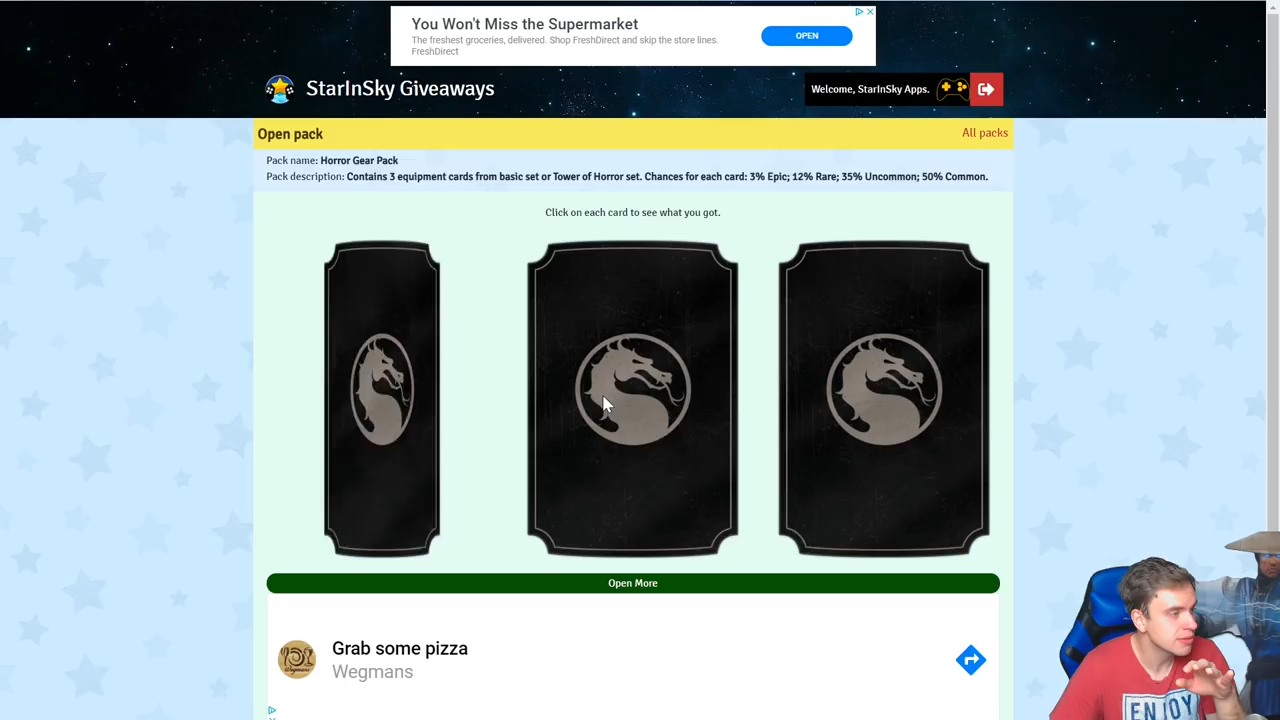 You Won't Miss the Supermarket
The freshest groceries, delivered. Shop FreshDirect and skip the store lines.
FreshDirect
OPEN
StarInSky Giveaways
Welcome, StarInSky Apps.
Open pack
All packs
Pack name: Horror Gear Pack
Pack description: Contains 3 equipment cards from basic set or Tower of Horror set. Chances for each card: 3% Epic; 12% Rare; 35% Uncommon; 50% Common.
Click on each card to see what you got.
Open More
Grab some pizza
Wegmans
ENJOY